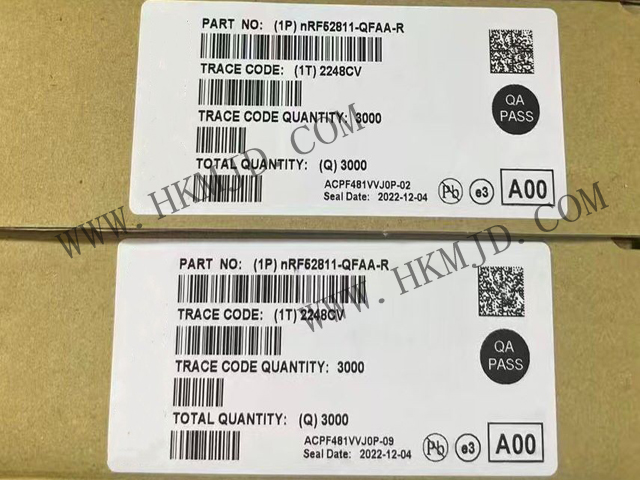 PART NO: (1P) nRF52811-QFAA-R
TRACE CODE: (1T) 2248CV
QA
PASS
TRACE CODE QUANTITY: 3000
TOTAL QUANTITY: (Q) 3000
ACPF481VVJ0P-02
Seal Date: 2022-12-04
Pb
e3
A00
WWW.HKMJD.COM
PART NO: (1P) nRF52811-QFAA-R
TRACE CODE: (1T) 2248CV
QA
PASS
TRACE CODE QUANTITY: 3000
TOTAL QUANTITY: (Q) 3000
ACPF481VVJ0P-09
Seal Date: 2022-12-04
Pb
e3
A00
WWW.HKMJD.COM